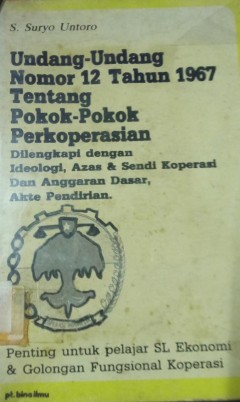 S. Suryo Untoro
Undang-Undang
Nomor 12 Tahun 1967
Tentang
Pokok-Pokok
Perkoperasian
Dilengkapi dengan
Ideologi, Azas & Sendi Koperasi
Dan Anggaran Dasar,
Akte Pendirian.
Penting untuk pelajar SL Ekonomi
& Golongan Fungsional Koperasi
pt. bina ilmu